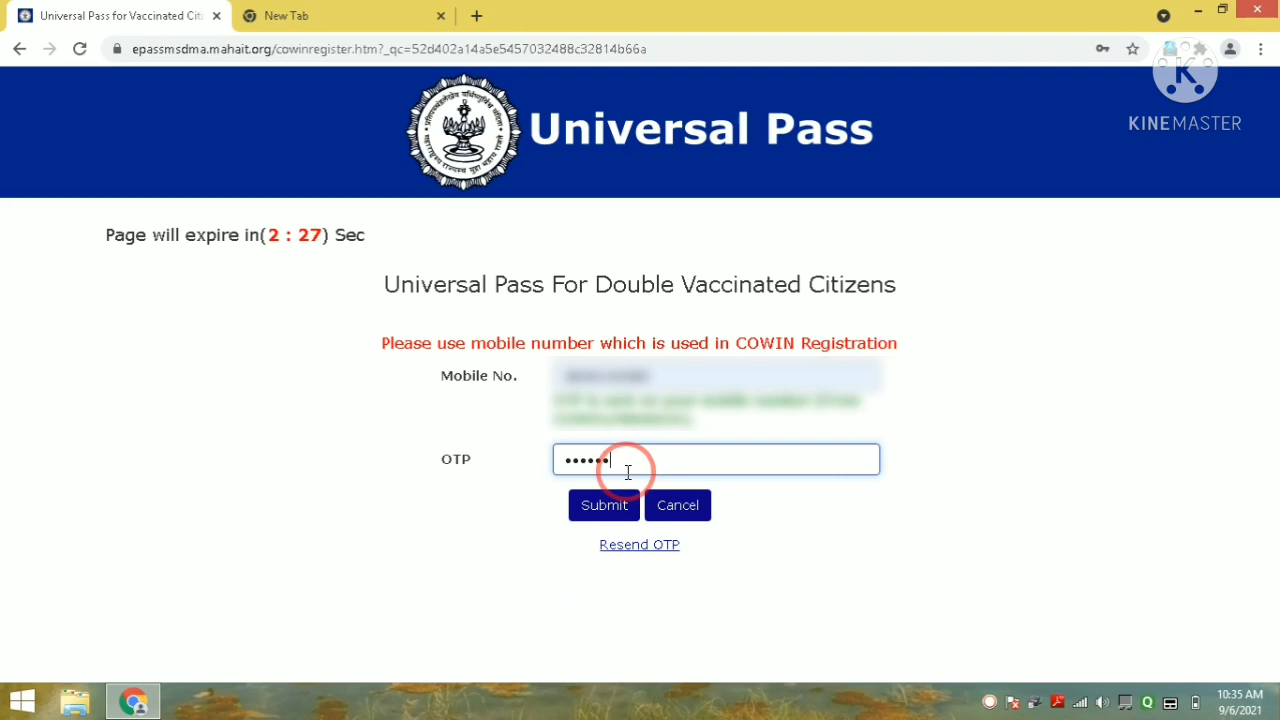 Universal Pass for Vaccinated Cit
New Tab
epassmsdma.mahait.org/cowinregister.htm?_qc=52d402a14a5e5457032488c32814b66a
K
KINEMASTER
Universal Pass
Page will expire in( 2 : 27 ) Sec
Universal Pass For Double Vaccinated Citizens
Please use mobile number which is used in COWIN Registration
Mobile No.
OTP
••••••
Submit Cancel
Resend OTP
10:35 AM
9/6/2021